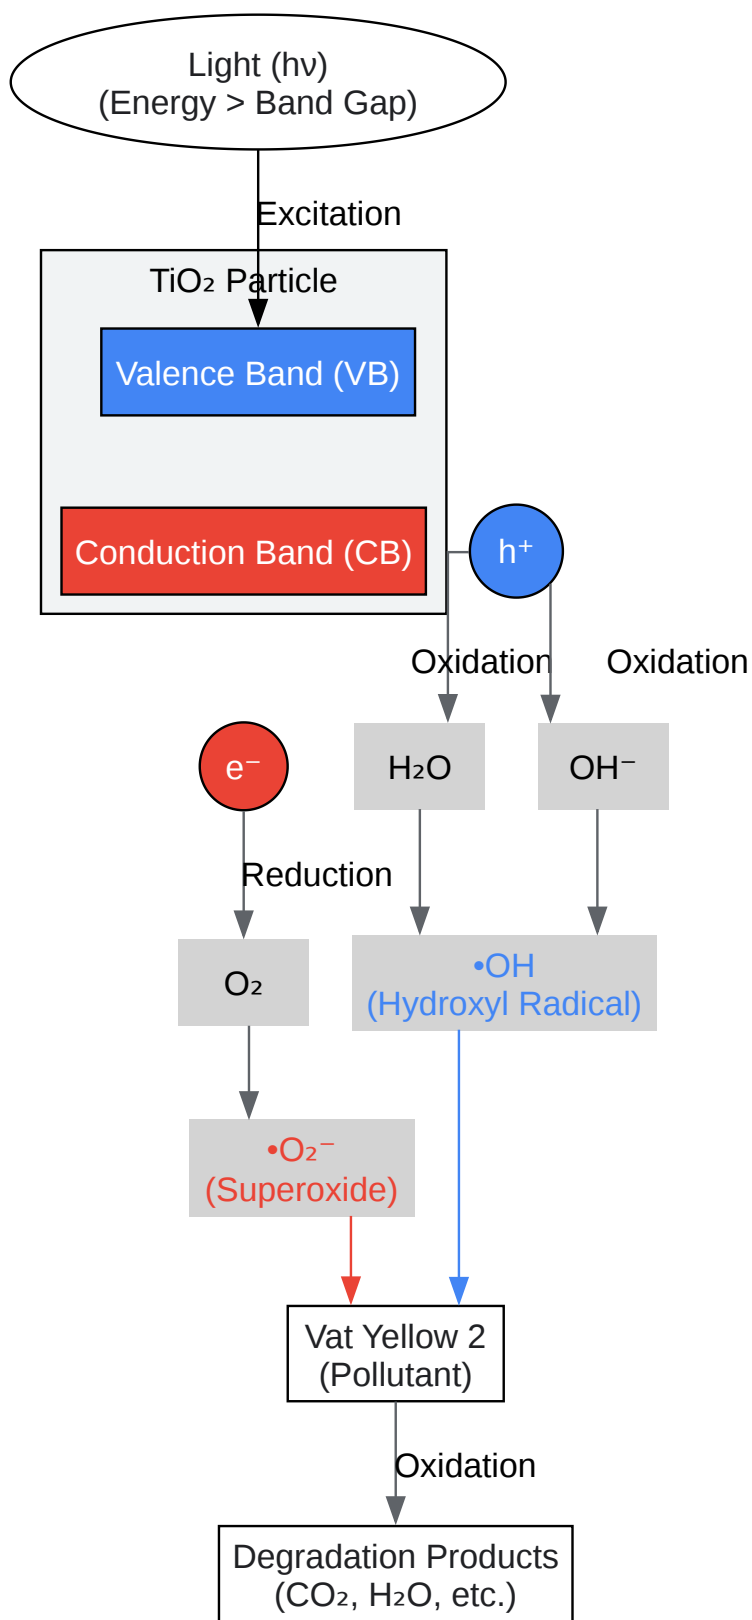 Light (hν)
(Energy > Band Gap)
Excitation
TiO₂ Particle
Valence Band (VB)
Conduction Band (CB)
h⁺
Oxidation
Oxidation
e⁻
H₂O
OH⁻
Reduction
O₂
•OH
(Hydroxyl Radical)
•O₂⁻
(Superoxide)
Vat Yellow 2
(Pollutant)
Oxidation
Degradation Products
(CO₂, H₂O, etc.)